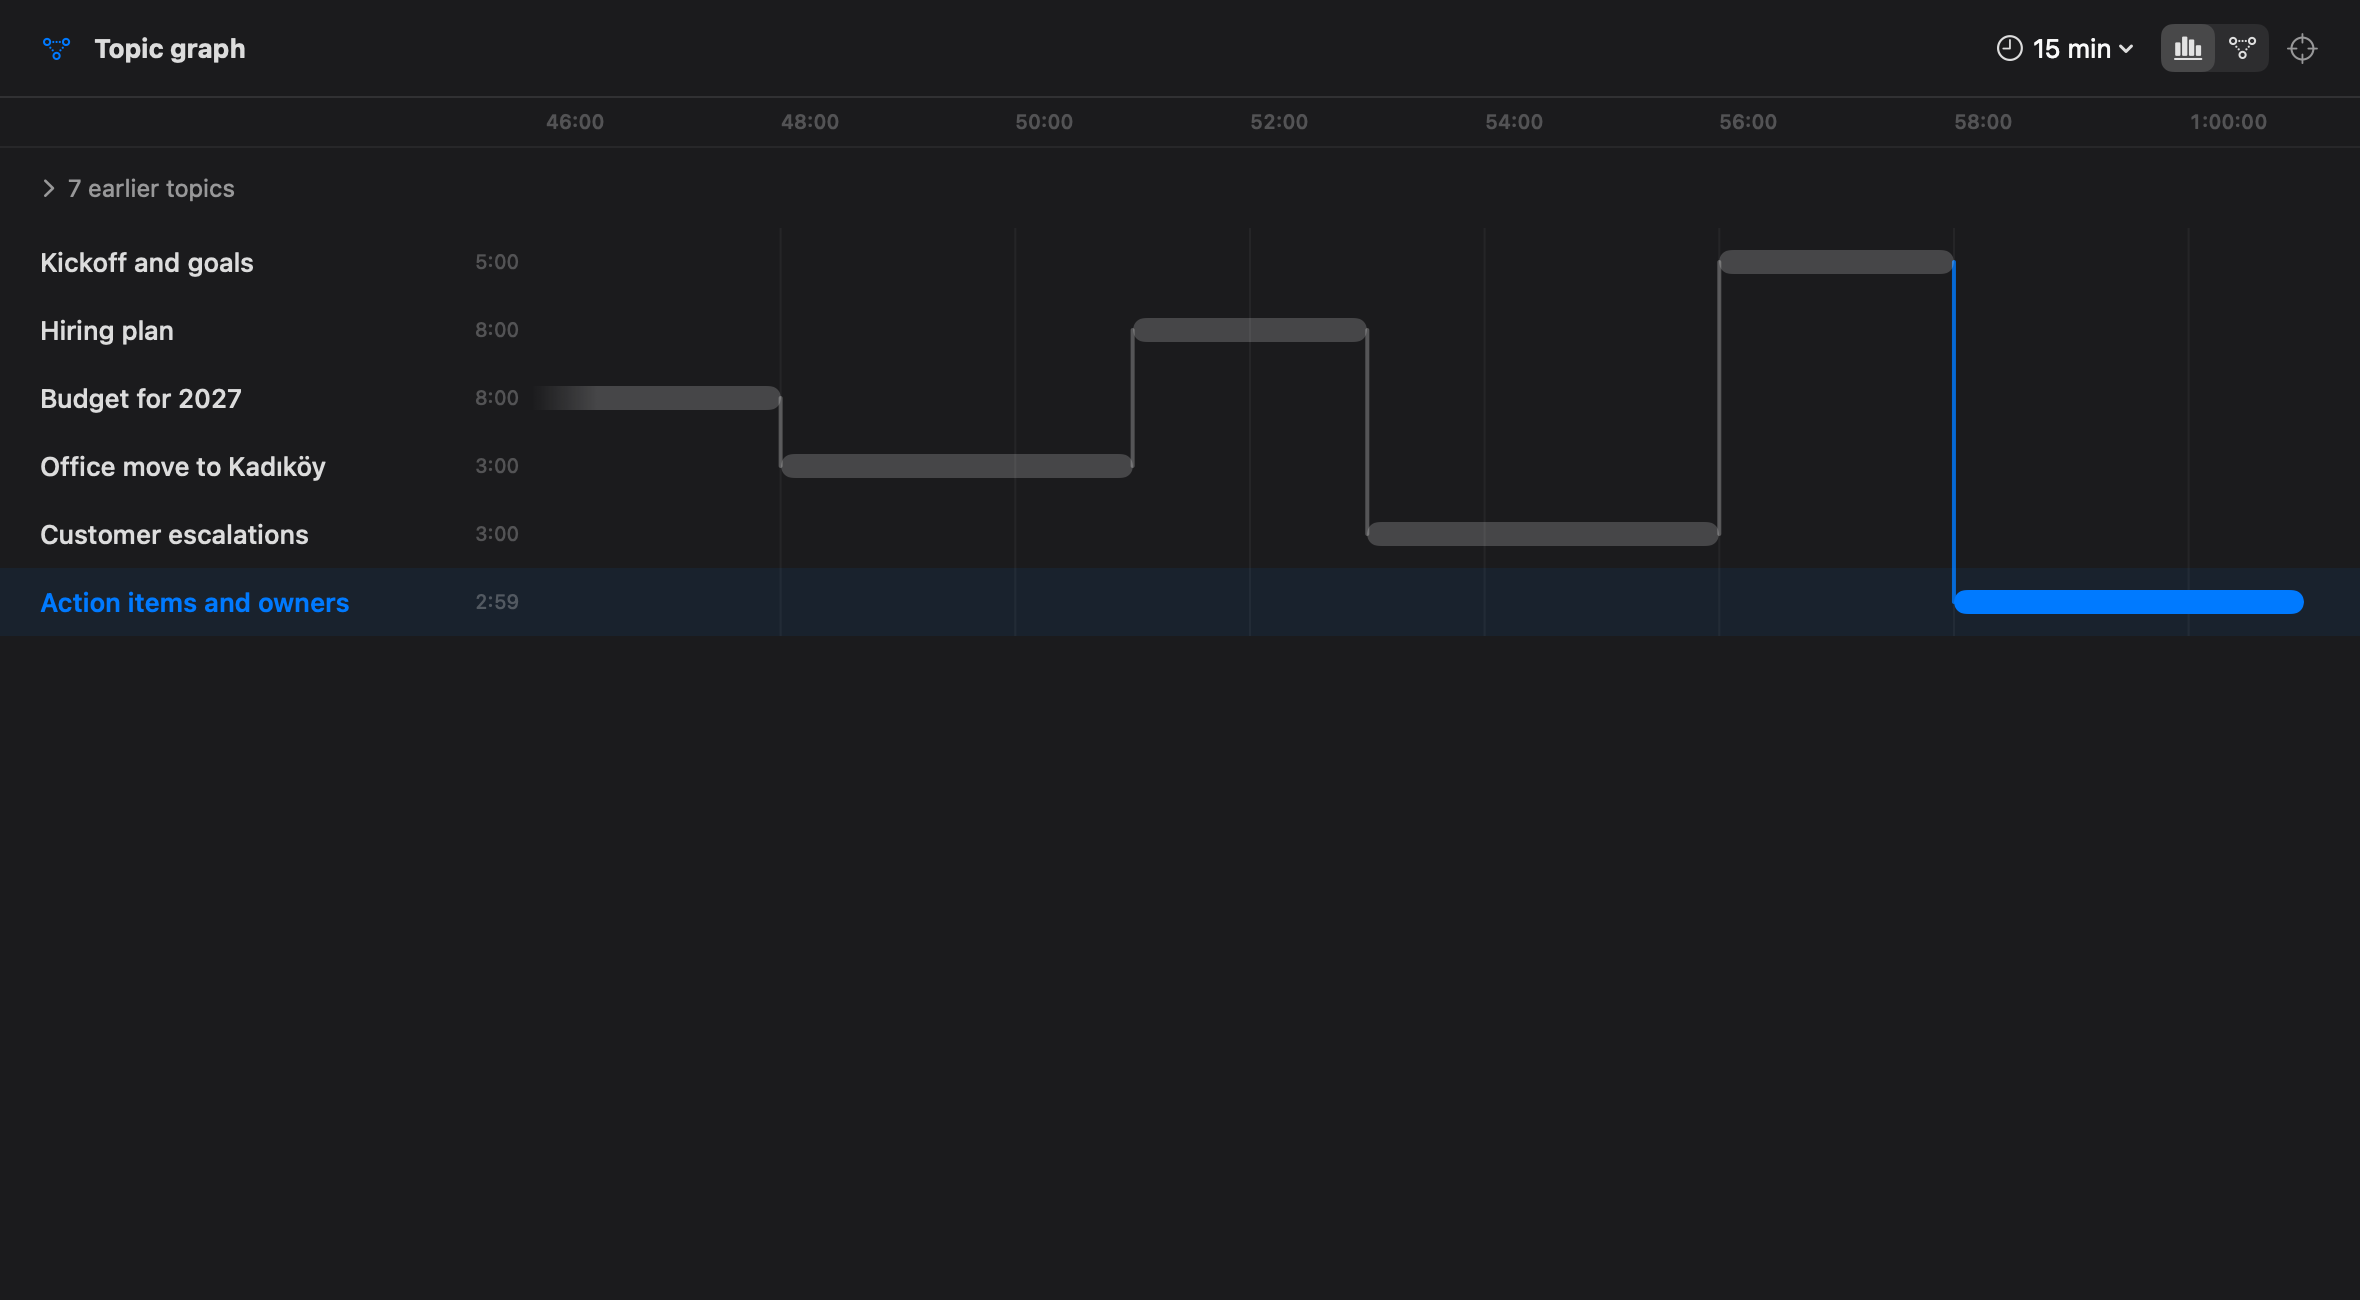 Topic graph
15 min
46:00 48:00 50:00 52:00 54:00 56:00 58:00 1:00:00
7 earlier topics
Kickoff and goals 5:00
Hiring plan 8:00
Budget for 2027 8:00
Office move to Kadıköy 3:00
Customer escalations 3:00
Action items and owners 2:59